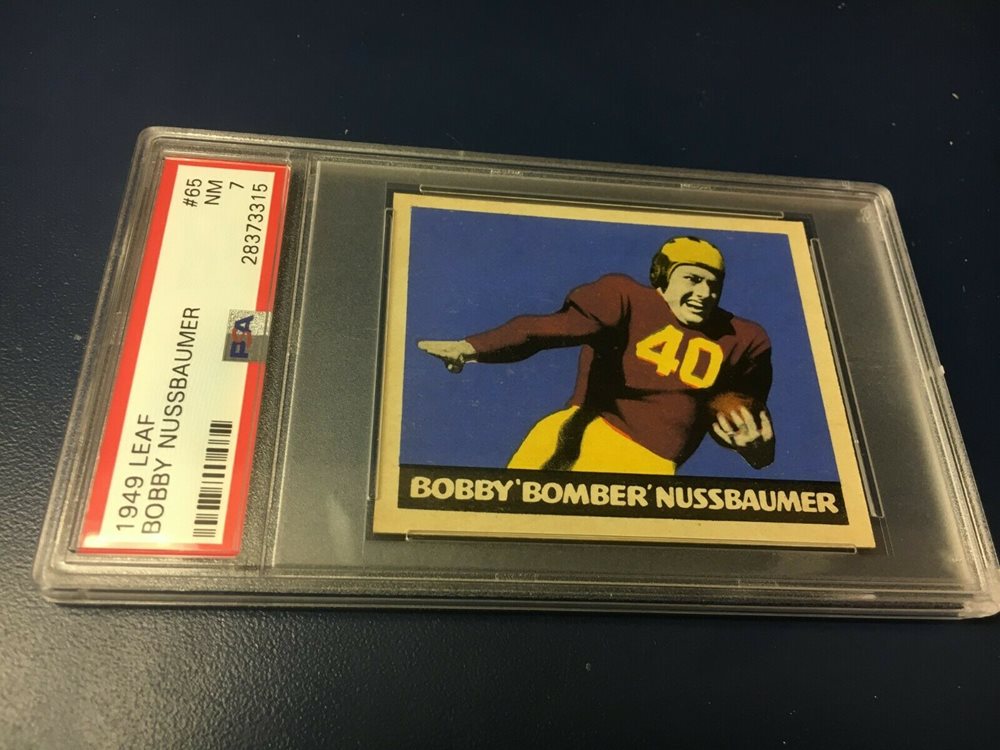 1949 LEAF #65
BOBBY NUSSBAUMER NM
7
PSA 28373315
40
BOBBY 'BOMBER' NUSSBAUMER